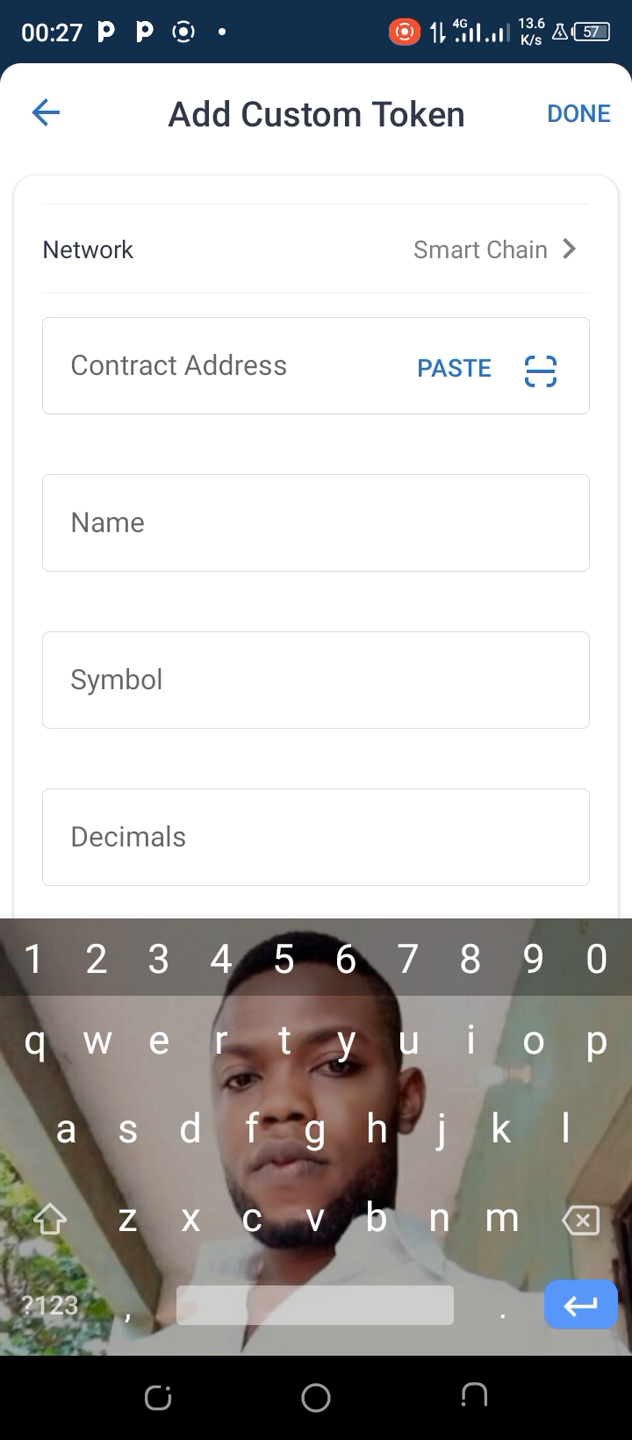 00:27 4G 13.6 K/s 57
Add Custom Token DONE
Network Smart Chain
Contract Address PASTE
Name
Symbol
Decimals
1 2 3 4 5 6 7 8 9 0
q w e r t y u i o p
a s d f g h j k l
z x c v b n m
?123 , .